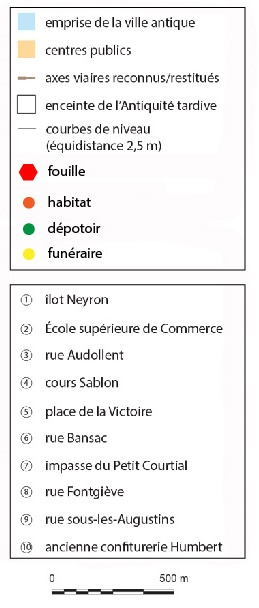 emprise de la ville antique
centres publics
axes viaires reconnus/restitués
enceinte de l'Antiquité tardive
courbes de niveau
(équidistance 2,5 m)
fouille
habitat
dépotoir
funéraire
① îlot Neyron
② École supérieure de Commerce
③ rue Audollent
④ cours Sablon
⑤ place de la Victoire
⑥ rue Bansac
⑦ impasse du Petit Courtial
⑧ rue Fontgiève
⑨ rue sous-les-Augustins
⑩ ancienne confiturerie Humbert
0 500 m